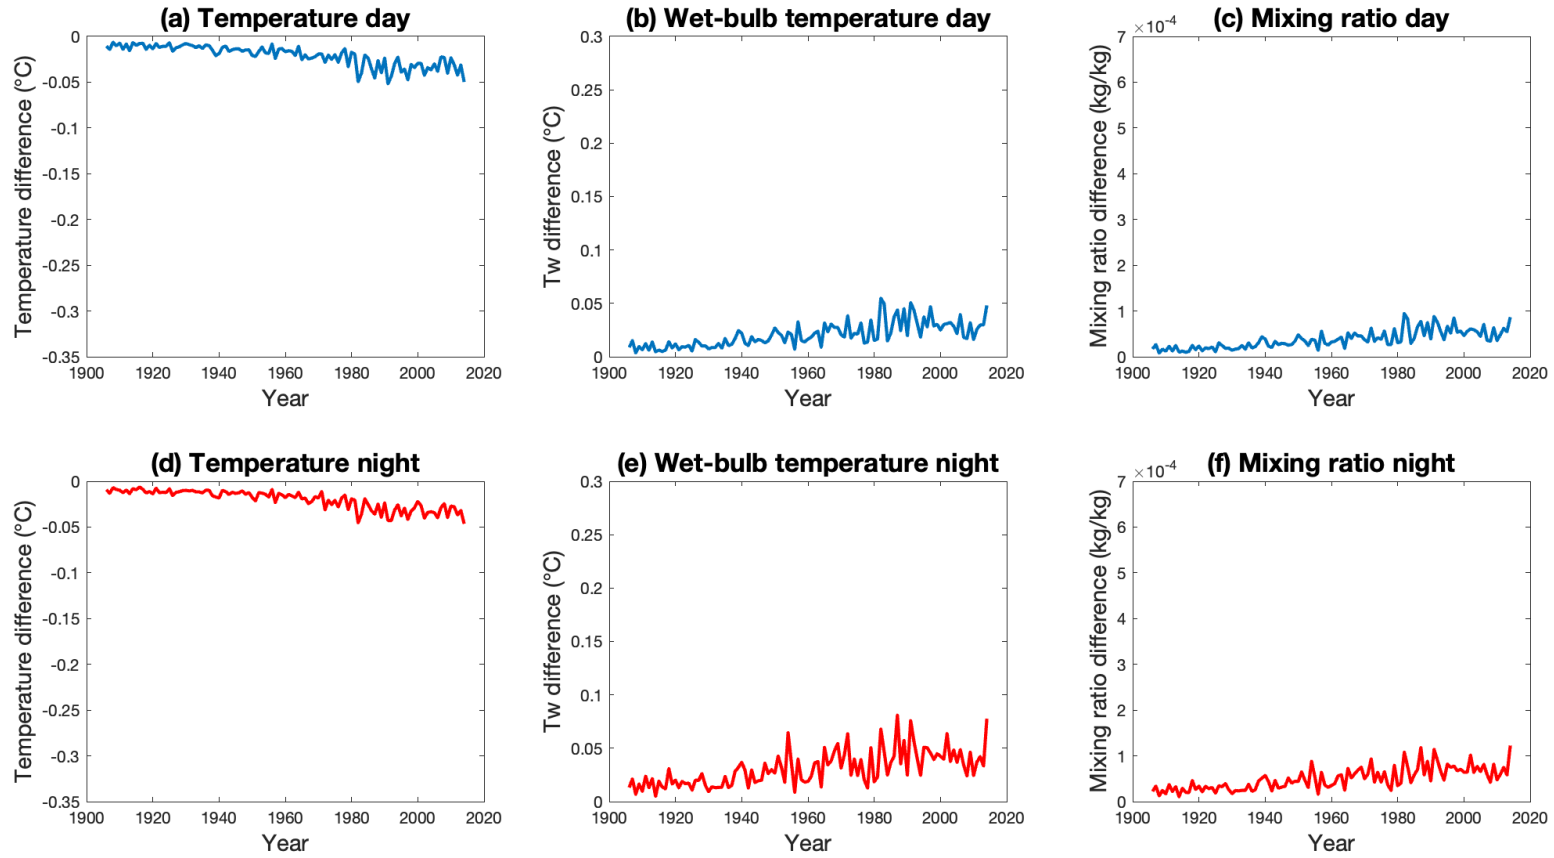 (a) Temperature day
(b) Wet-bulb temperature day
(c) Mixing ratio day
Temperature difference (°C)
0
-0.05
-0.1
-0.15
-0.2
-0.25
-0.3
-0.35
1900 1920 1940 1960 1980 2000 2020
Year
Tw difference (°C)
0.3
0.25
0.2
0.15
0.1
0.05
0
1900 1920 1940 1960 1980 2000 2020
Year
Mixing ratio difference (kg/kg)
×10⁻⁴
7
6
5
4
3
2
1
0
1900 1920 1940 1960 1980 2000 2020
Year
(d) Temperature night
(e) Wet-bulb temperature night
(f) Mixing ratio night
Temperature difference (°C)
0
-0.05
-0.1
-0.15
-0.2
-0.25
-0.3
-0.35
1900 1920 1940 1960 1980 2000 2020
Year
Tw difference (°C)
0.3
0.25
0.2
0.15
0.1
0.05
0
1900 1920 1940 1960 1980 2000 2020
Year
Mixing ratio difference (kg/kg)
×10⁻⁴
7
6
5
4
3
2
1
0
1900 1920 1940 1960 1980 2000 2020
Year